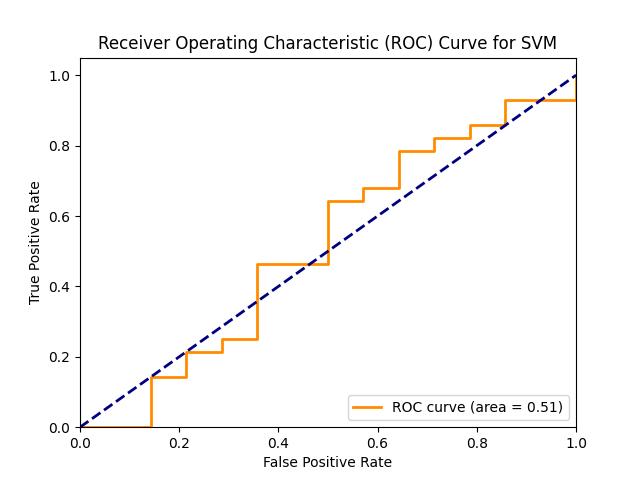 Receiver Operating Characteristic (ROC) Curve for SVM
1.0
0.8
0.6
0.4
0.2
0.0
True Positive Rate
ROC curve (area = 0.51)
0.0 0.2 0.4 0.6 0.8 1.0
False Positive Rate